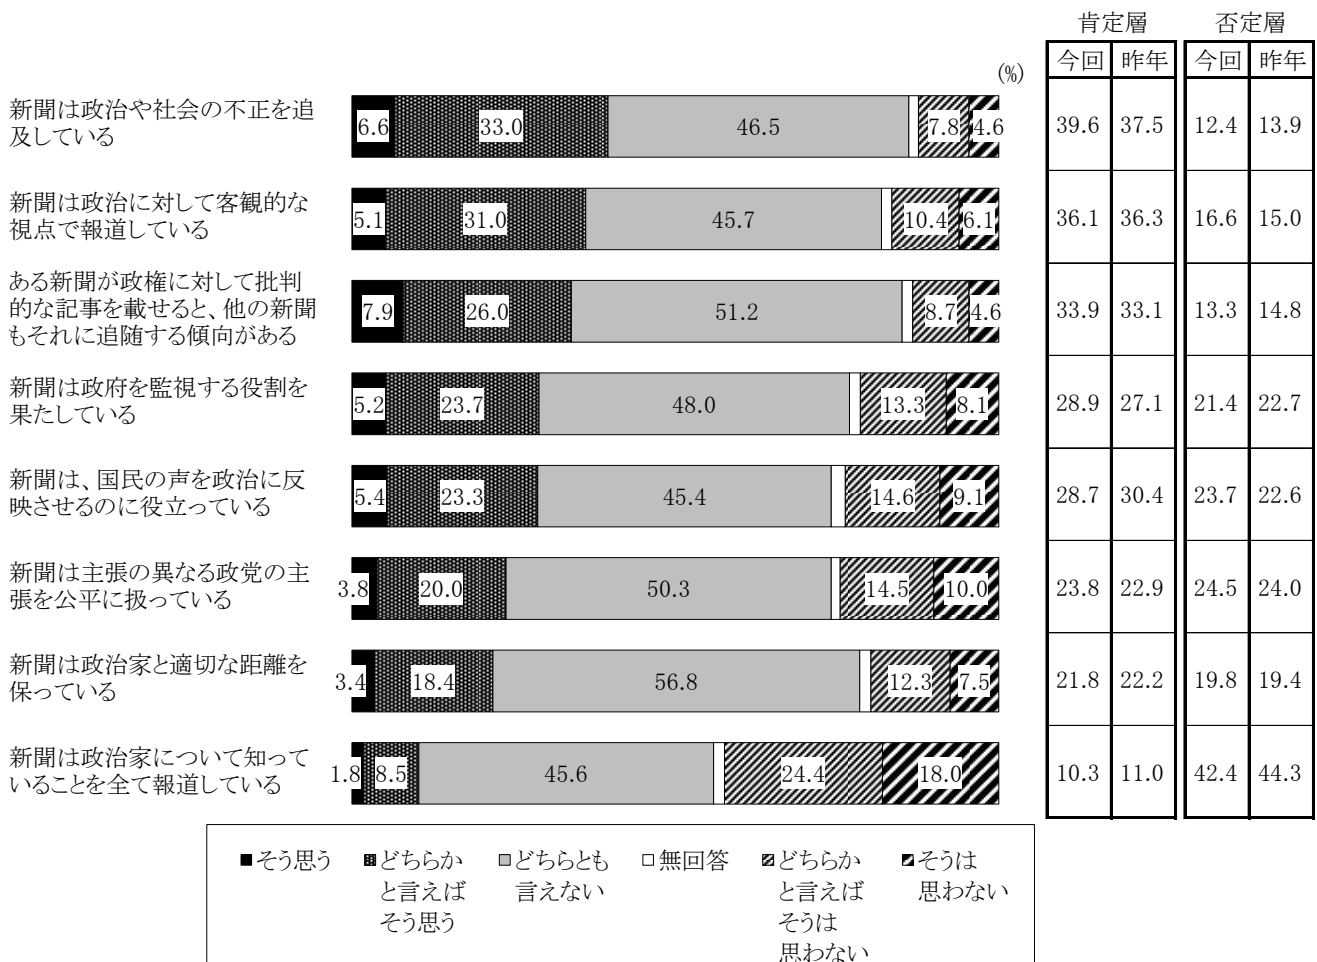 肯定層 否定層
今回 昨年 今回 昨年
(%)
新聞は政治や社会の不正を追
及している
6.6 33.0 46.5 7.8 4.6 39.6 37.5 12.4 13.9
新聞は政治に対して客観的な
視点で報道している
5.1 31.0 45.7 10.4 6.1 36.1 36.3 16.6 15.0
ある新聞が政権に対して批判
的な記事を載せると、他の新聞
もそれに追随する傾向がある
7.9 26.0 51.2 8.7 4.6 33.9 33.1 13.3 14.8
新聞は政府を監視する役割を
果たしている
5.2 23.7 48.0 13.3 8.1 28.9 27.1 21.4 22.7
新聞は、国民の声を政治に反
映させるのに役立っている
5.4 23.3 45.4 14.6 9.1 28.7 30.4 23.7 22.6
新聞は主張の異なる政党の主
張を公平に扱っている
3.8 20.0 50.3 14.5 10.0 23.8 22.9 24.5 24.0
新聞は政治家と適切な距離を
保っている
3.4 18.4 56.8 12.3 7.5 21.8 22.2 19.8 19.4
新聞は政治家について知って
いることを全て報道している
1.8 8.5 45.6 24.4 18.0 10.3 11.0 42.4 44.3
そう思う
どちらか
と言えば
そう思う
どちらとも
言えない
無回答
どちらか
と言えば
そうは
思わない
そうは
思わない